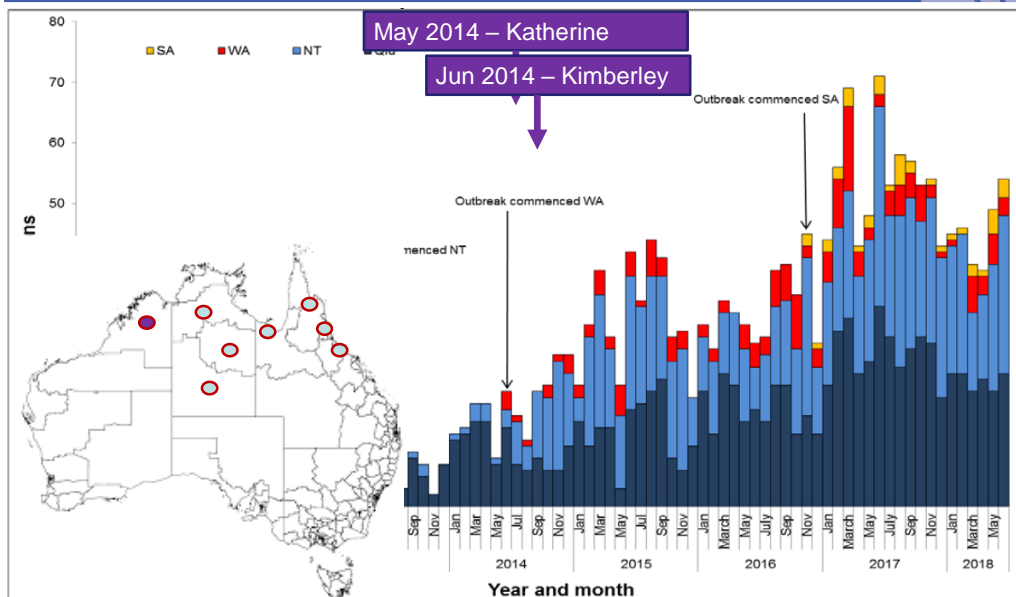 80
May 2014 – Katherine
SA WA NT
Jun 2014 – Kimberley
70
Outbreak commenced SA
60
50
Outbreak commenced WA
menced NT
ns
Sep Nov Jan Mar May Jul Sep Nov Jan Mar May Jul Sep Nov Jan March May July Sep Nov Jan March May July Sep Nov Jan March May
2014 2015 2016 2017 2018
Year and month